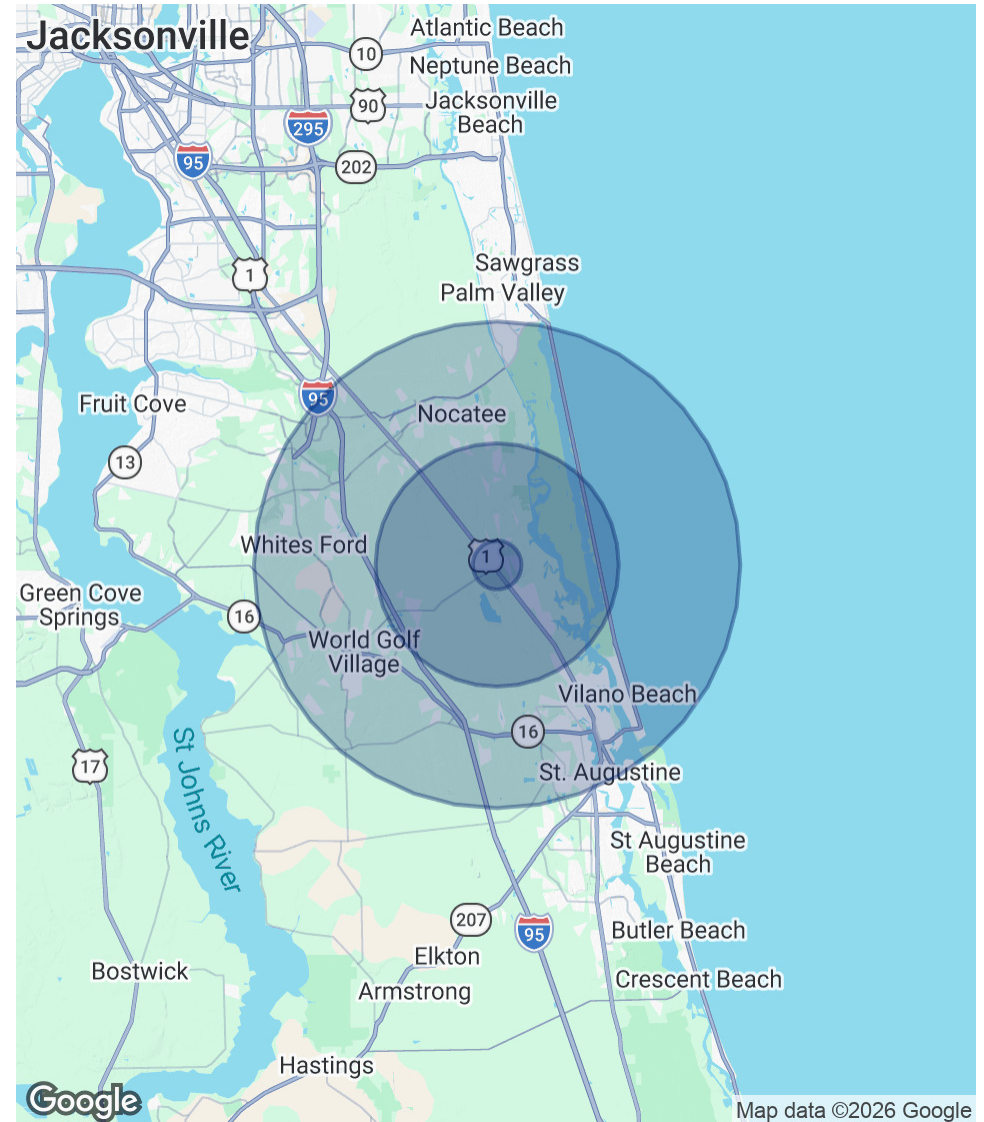 Jacksonville
Atlantic Beach
10
Neptune Beach
90
Jacksonville
Beach
295
95
202
1
Sawgrass
Palm Valley
95
Fruit Cove
Nocatee
13
Whites Ford
1
Green Cove
Springs
16
World Golf
Village
Vilano Beach
16
17
St Johns River
St. Augustine
St Augustine
Beach
207
95
Butler Beach
Elkton
Bostwick
Crescent Beach
Armstrong
Hastings
Google
Map data ©2026 Google